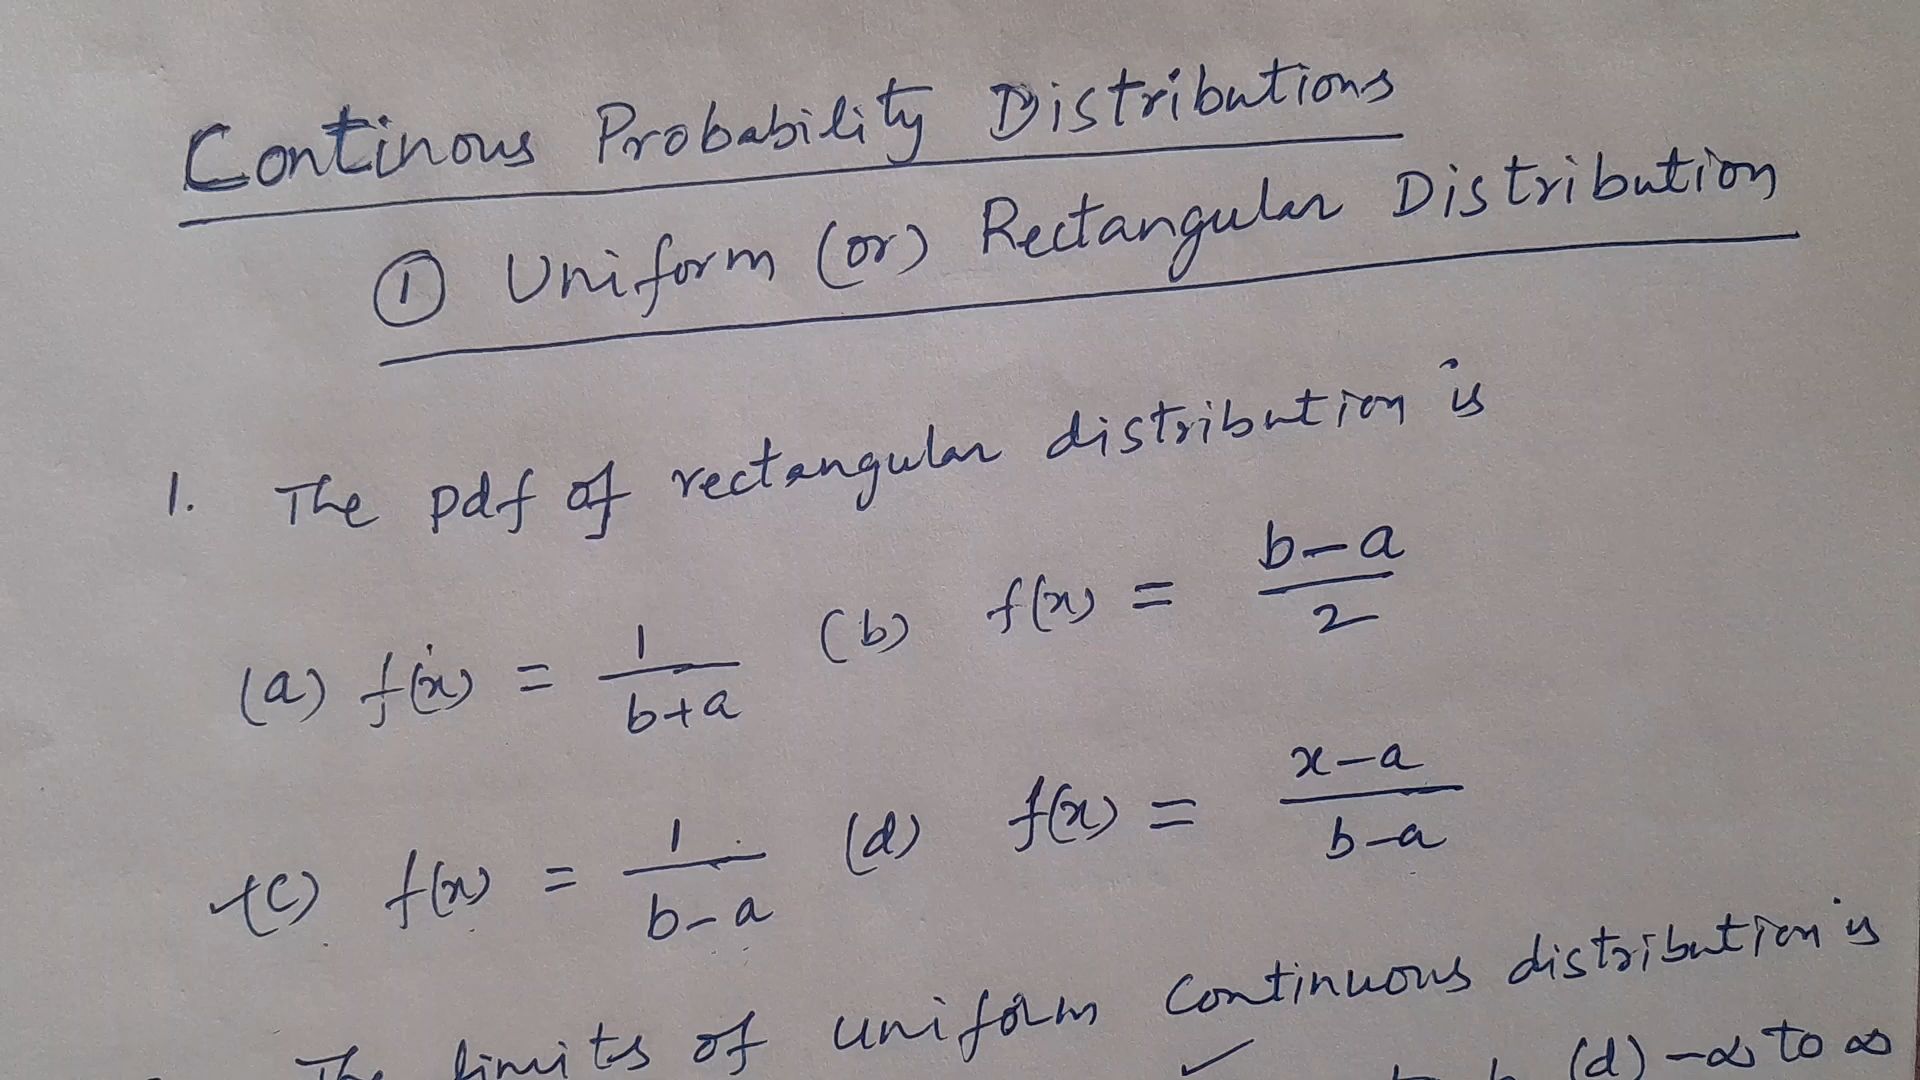 Continous Probability Distributions
① Uniform (or) Rectangular Distribution
1. The pdf of rectangular distribution is
(a) f(x) = 1/(b+a) (b) f(x) = (b-a)/2
✓(c) f(x) = 1/(b-a) (d) f(x) = (x-a)/(b-a)
The limits of uniform continuous distribution is
✓ (d) -∞ to ∞